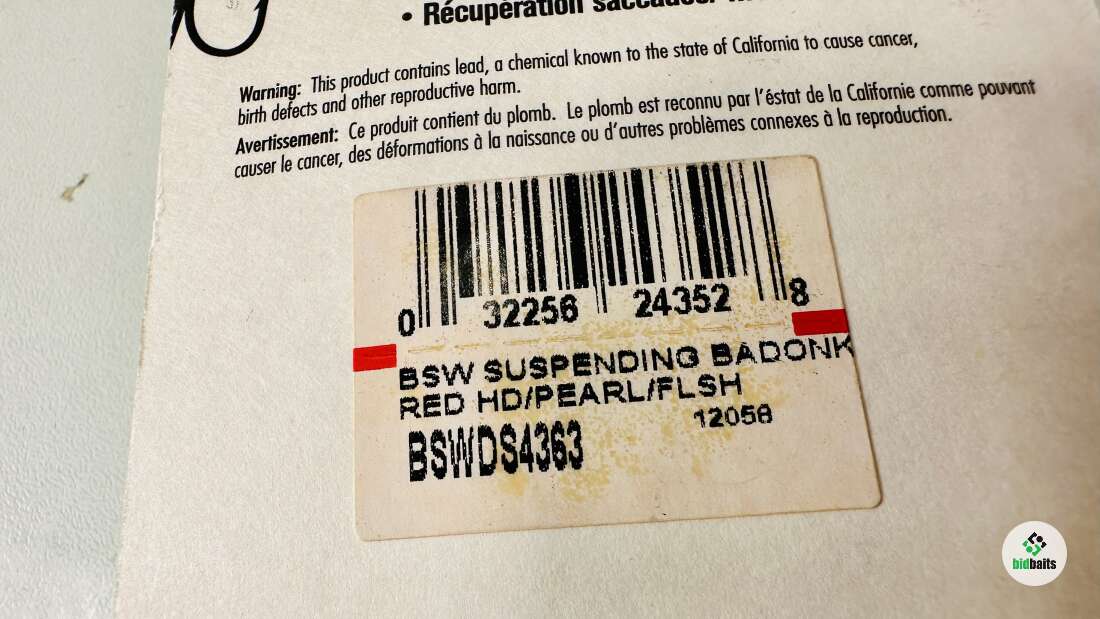 • Récupération
Warning: This product contains lead, a chemical known to the state of California to cause cancer,
birth defects and other reproductive harm.
Avertissement: Ce produit contient du plomb. Le plomb est reconnu par l'éstat de la Californie comme pouvant
causer le cancer, des déformations à la naissance ou d'autres problèmes connexes à la reproduction.
0 32256 24352 8
BSW SUSPENDING BADONK
RED HD/PEARL/FLSH
12058
BSWDS4363
bidbaits